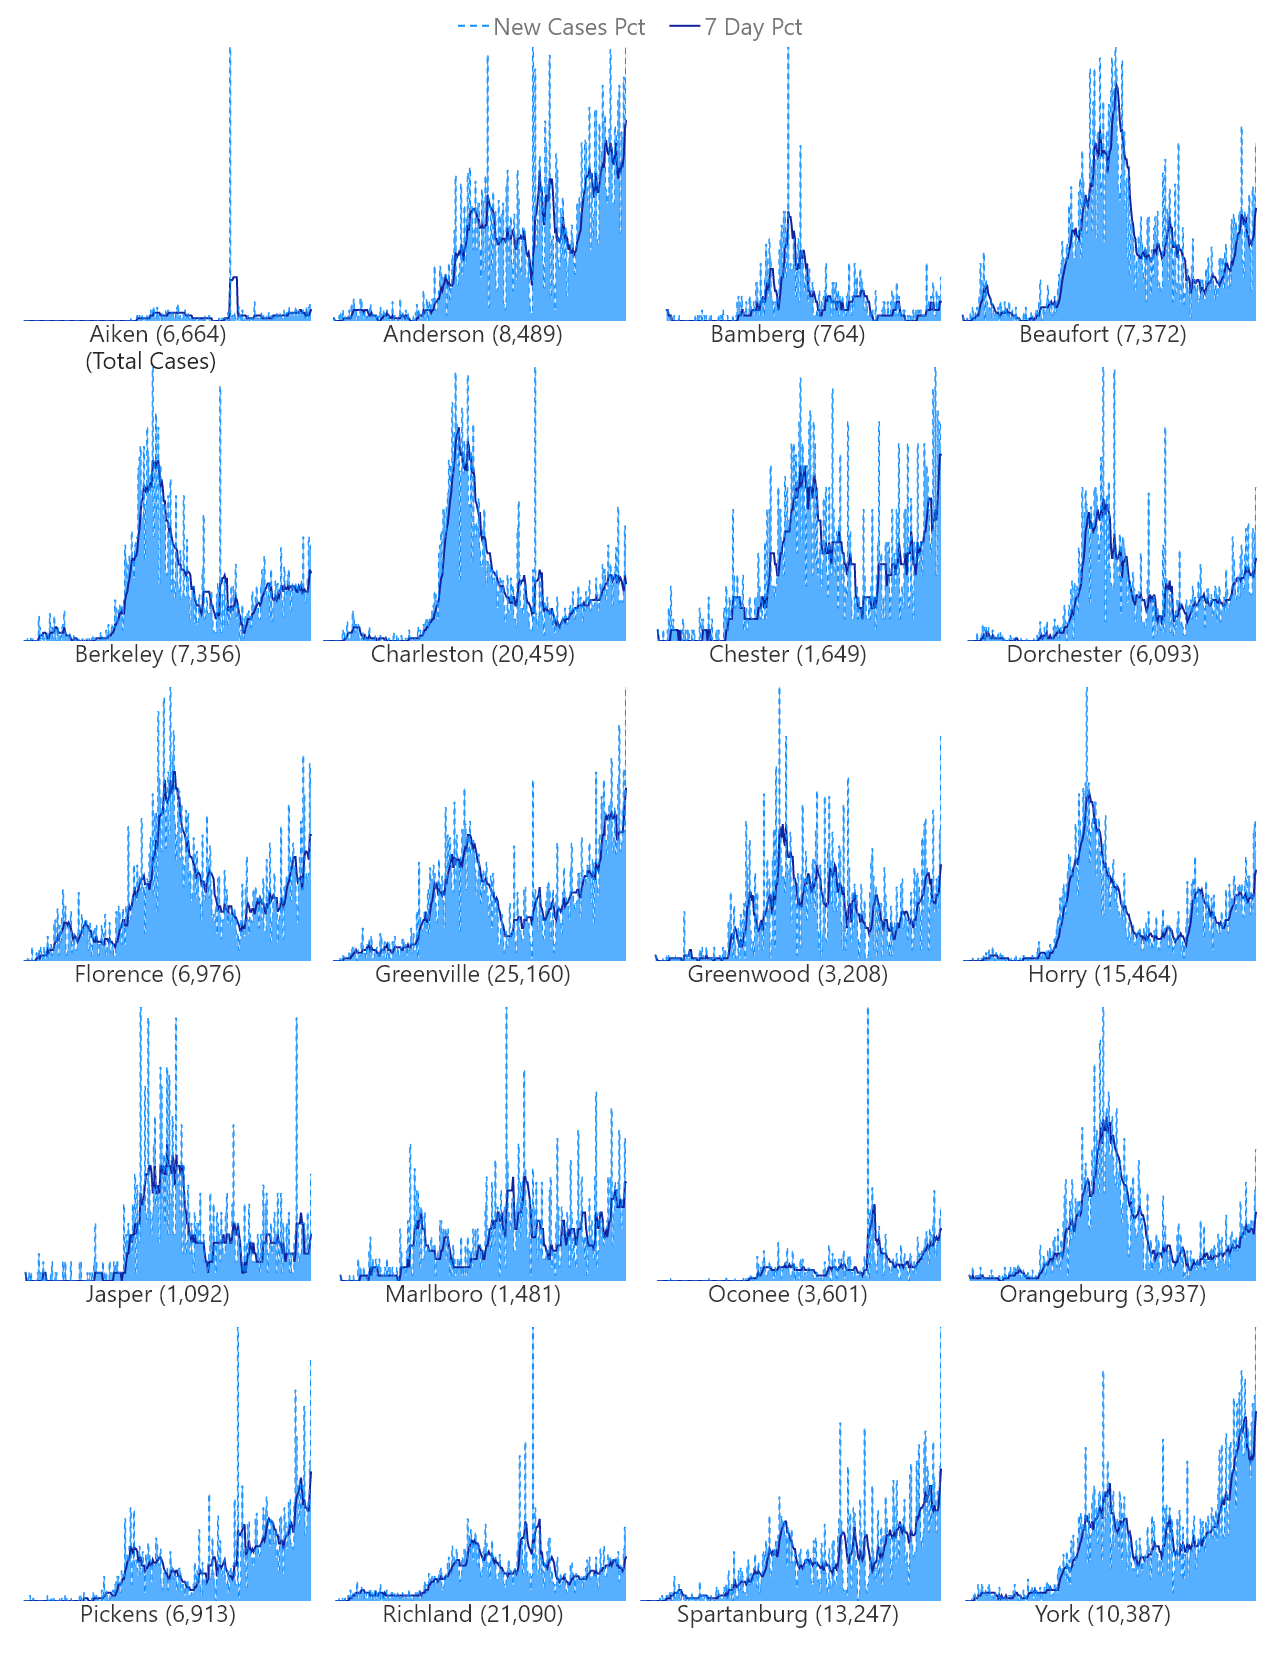 New Cases Pct 7 Day Pct
Aiken (6,664) Anderson (8,489) Bamberg (764) Beaufort (7,372)
(Total Cases)
Berkeley (7,356) Charleston (20,459) Chester (1,649) Dorchester (6,093)
Florence (6,976) Greenville (25,160) Greenwood (3,208) Horry (15,464)
Jasper (1,092) Marlboro (1,481) Oconee (3,601) Orangeburg (3,937)
Pickens (6,913) Richland (21,090) Spartanburg (13,247) York (10,387)